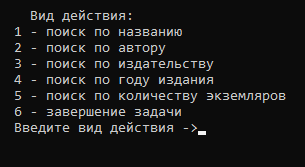 Вид действия:
1 - поиск по названию
2 - поиск по автору
3 - поиск по издательству
4 - поиск по году издания
5 - поиск по количеству экземляров
6 - завершение задачи
Введите вид действия ->_